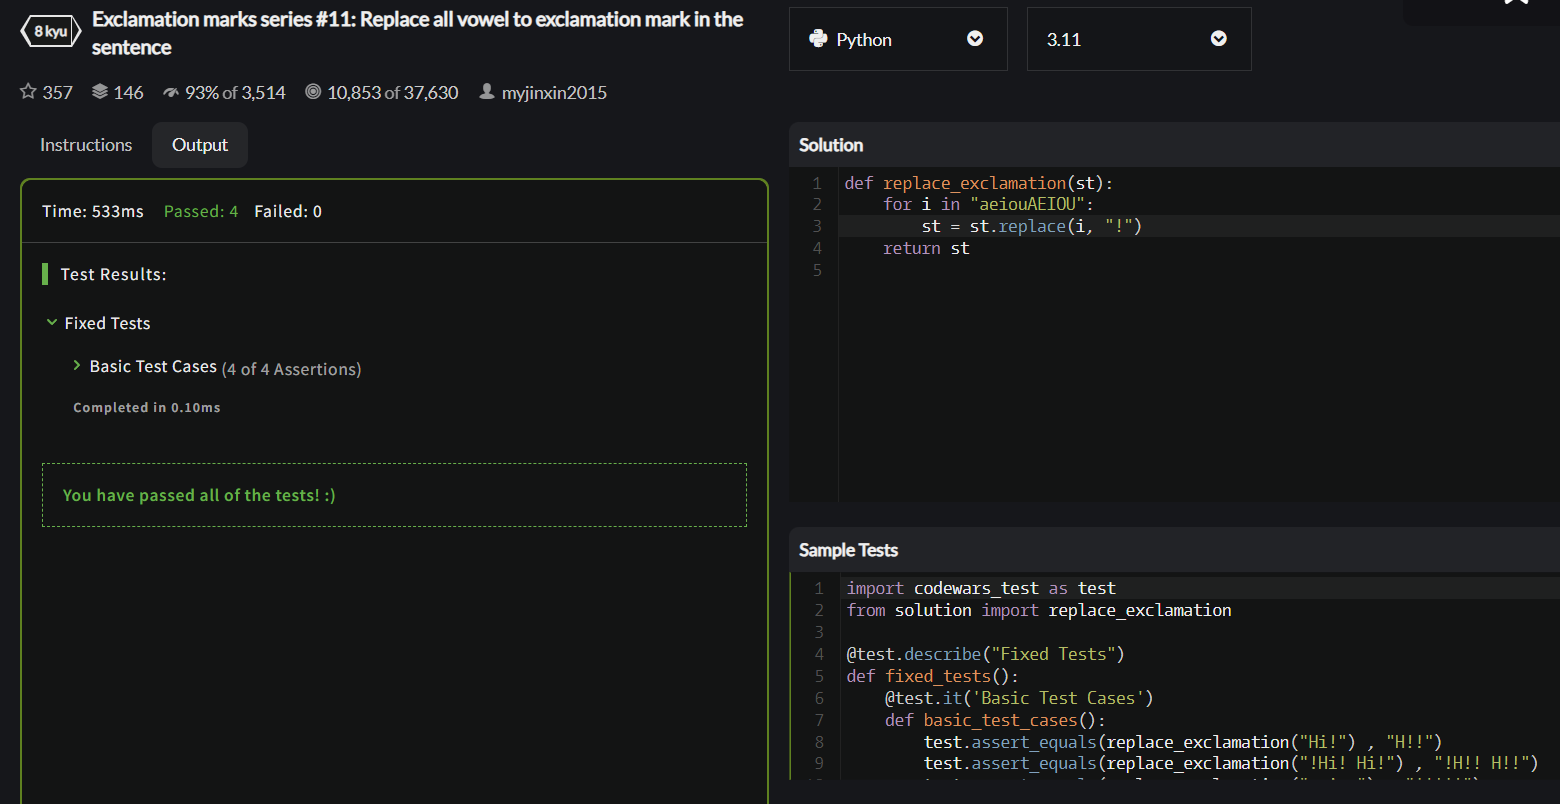 8 kyu
Exclamation marks series #11: Replace all vowel to exclamation mark in the
sentence
357 146 93% of 3,514 10,853 of 37,630 myjinxin2015
Instructions Output
Time: 533ms Passed: 4 Failed: 0
Test Results:
Fixed Tests
Basic Test Cases (4 of 4 Assertions)
Completed in 0.10ms
You have passed all of the tests! :)
Python 3.11
Solution
1 def replace_exclamation(st):
2     for i in "aeiouAEIOU":
3         st = st.replace(i, "!")
4     return st
5
Sample Tests
1 import codewars_test as test
2 from solution import replace_exclamation
3
4 @test.describe("Fixed Tests")
5 def fixed_tests():
6     @test.it('Basic Test Cases')
7     def basic_test_cases():
8         test.assert_equals(replace_exclamation("Hi!") , "H!!")
9         test.assert_equals(replace_exclamation("!Hi! Hi!") , "!H!! H!!")